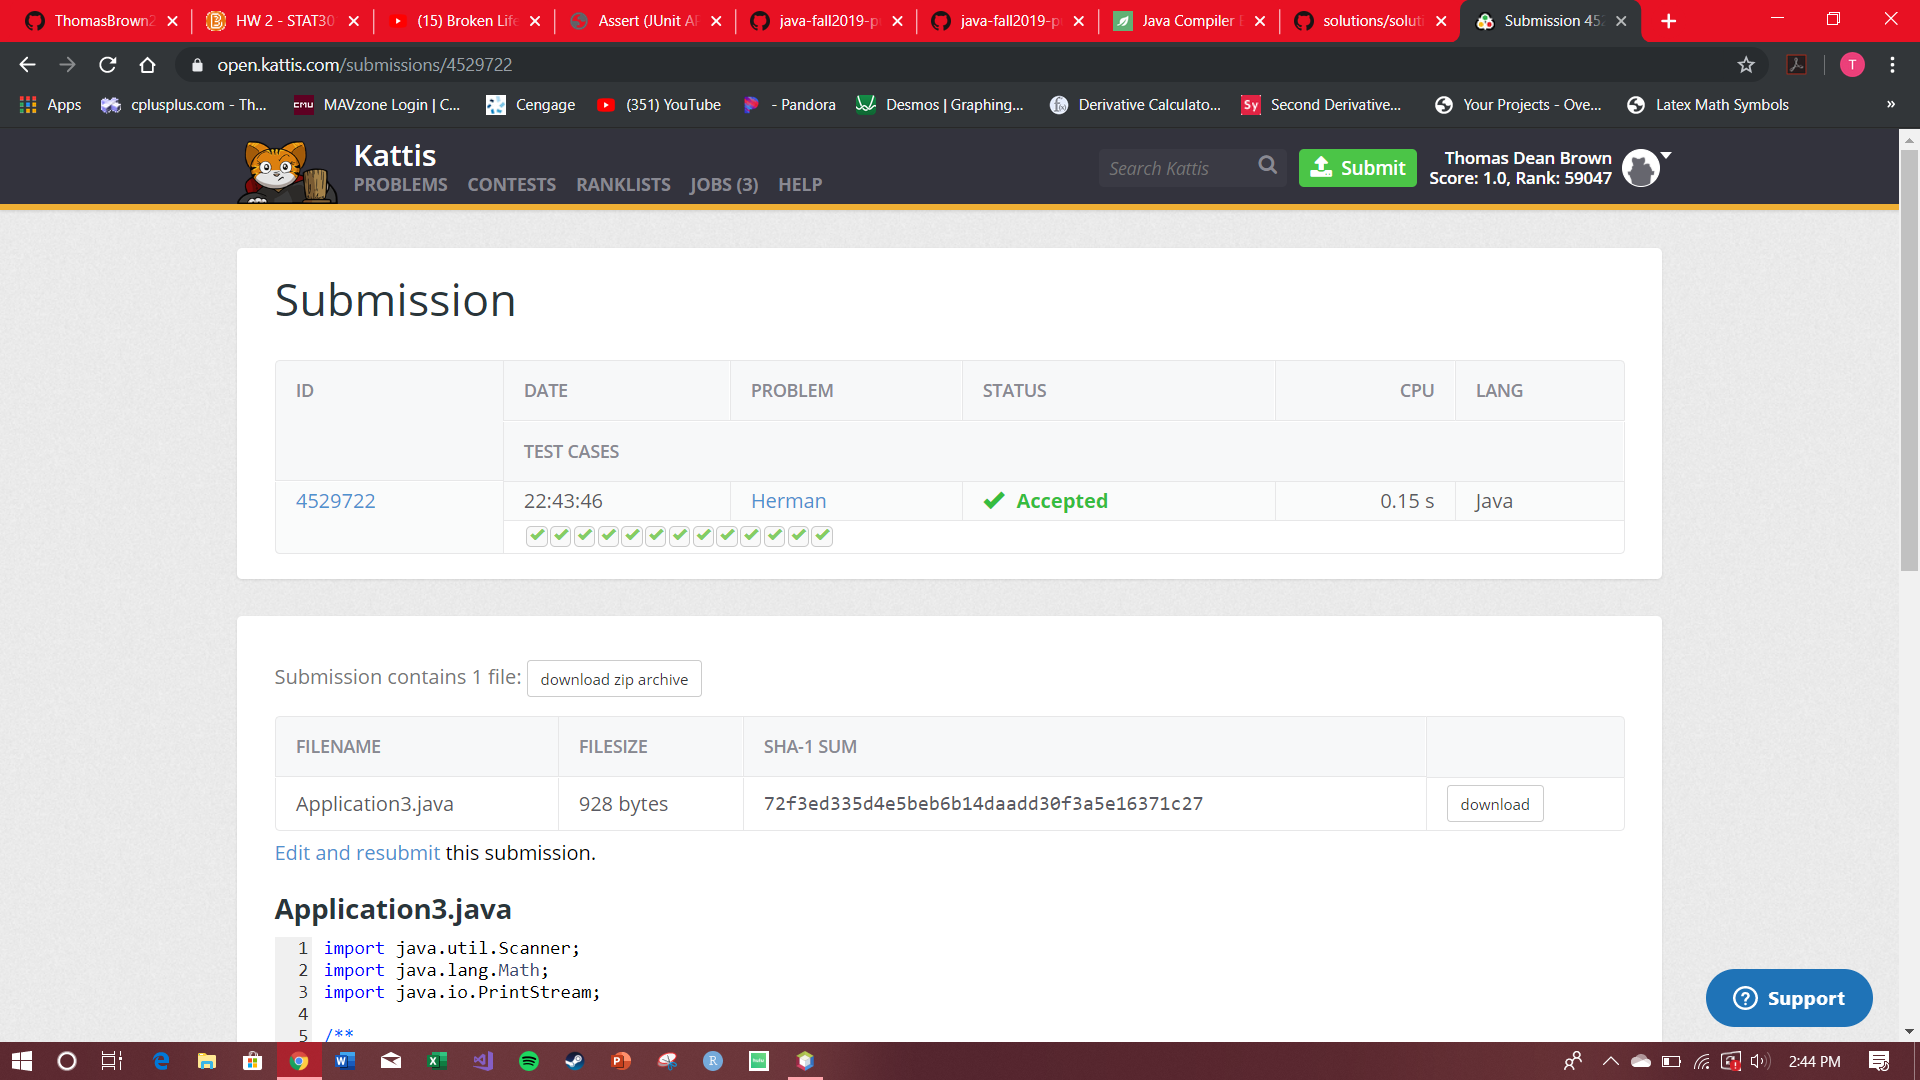 ThomasBrown2
HW 2 - STAT30
(15) Broken Life
Assert (JUnit AP
java-fall2019-p
java-fall2019-p
Java Compiler E
solutions/soluti
Submission 452
open.kattis.com/submissions/4529722
T
Apps
cplusplus.com - Th...
CMU MAVzone Login | C...
Cengage
(351) YouTube
- Pandora
Desmos | Graphing...
Derivative Calculato...
Sy Second Derivative...
Your Projects - Ove...
Latex Math Symbols
»
Kattis
PROBLEMS CONTESTS RANKLISTS JOBS (3) HELP
Search Kattis
Submit
Thomas Dean Brown
Score: 1.0, Rank: 59047
Submission
ID DATE PROBLEM STATUS CPU LANG
TEST CASES
4529722 22:43:46 Herman Accepted 0.15 s Java
Submission contains 1 file: download zip archive
FILENAME FILESIZE SHA-1 SUM
Application3.java 928 bytes 72f3ed335d4e5beb6b14daadd30f3a5e16371c27 download
Edit and resubmit this submission.
Application3.java
1 import java.util.Scanner;
2 import java.lang.Math;
3 import java.io.PrintStream;
4
5 /**
Support
2:44 PM